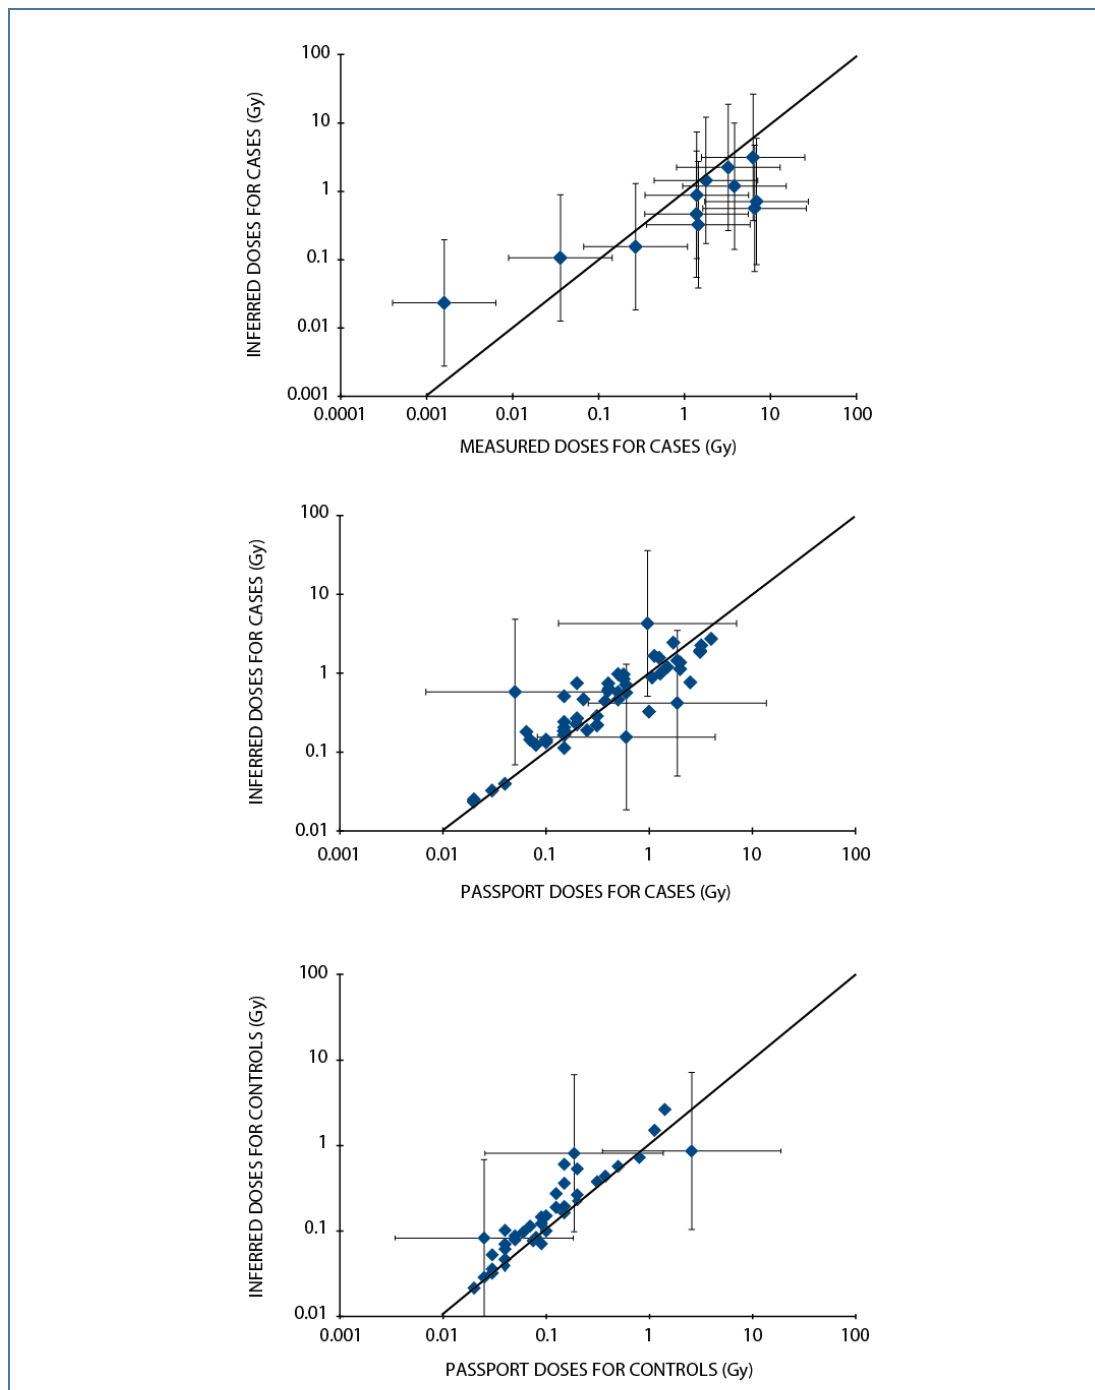 100
10
1
0.1
0.01
0.001
INFERRED DOSES FOR CASES (Gy)
0.0001 0.001 0.01 0.1 1 10 100
MEASURED DOSES FOR CASES (Gy)
100
10
1
0.1
0.01
INFERRED DOSES FOR CASES (Gy)
0.001 0.01 0.1 1 10 100
PASSPORT DOSES FOR CASES (Gy)
100
10
1
0.1
0.01
INFERRED DOSES FOR CONTROLS (Gy)
0.001 0.01 0.1 1 10 100
PASSPORT DOSES FOR CONTROLS (Gy)